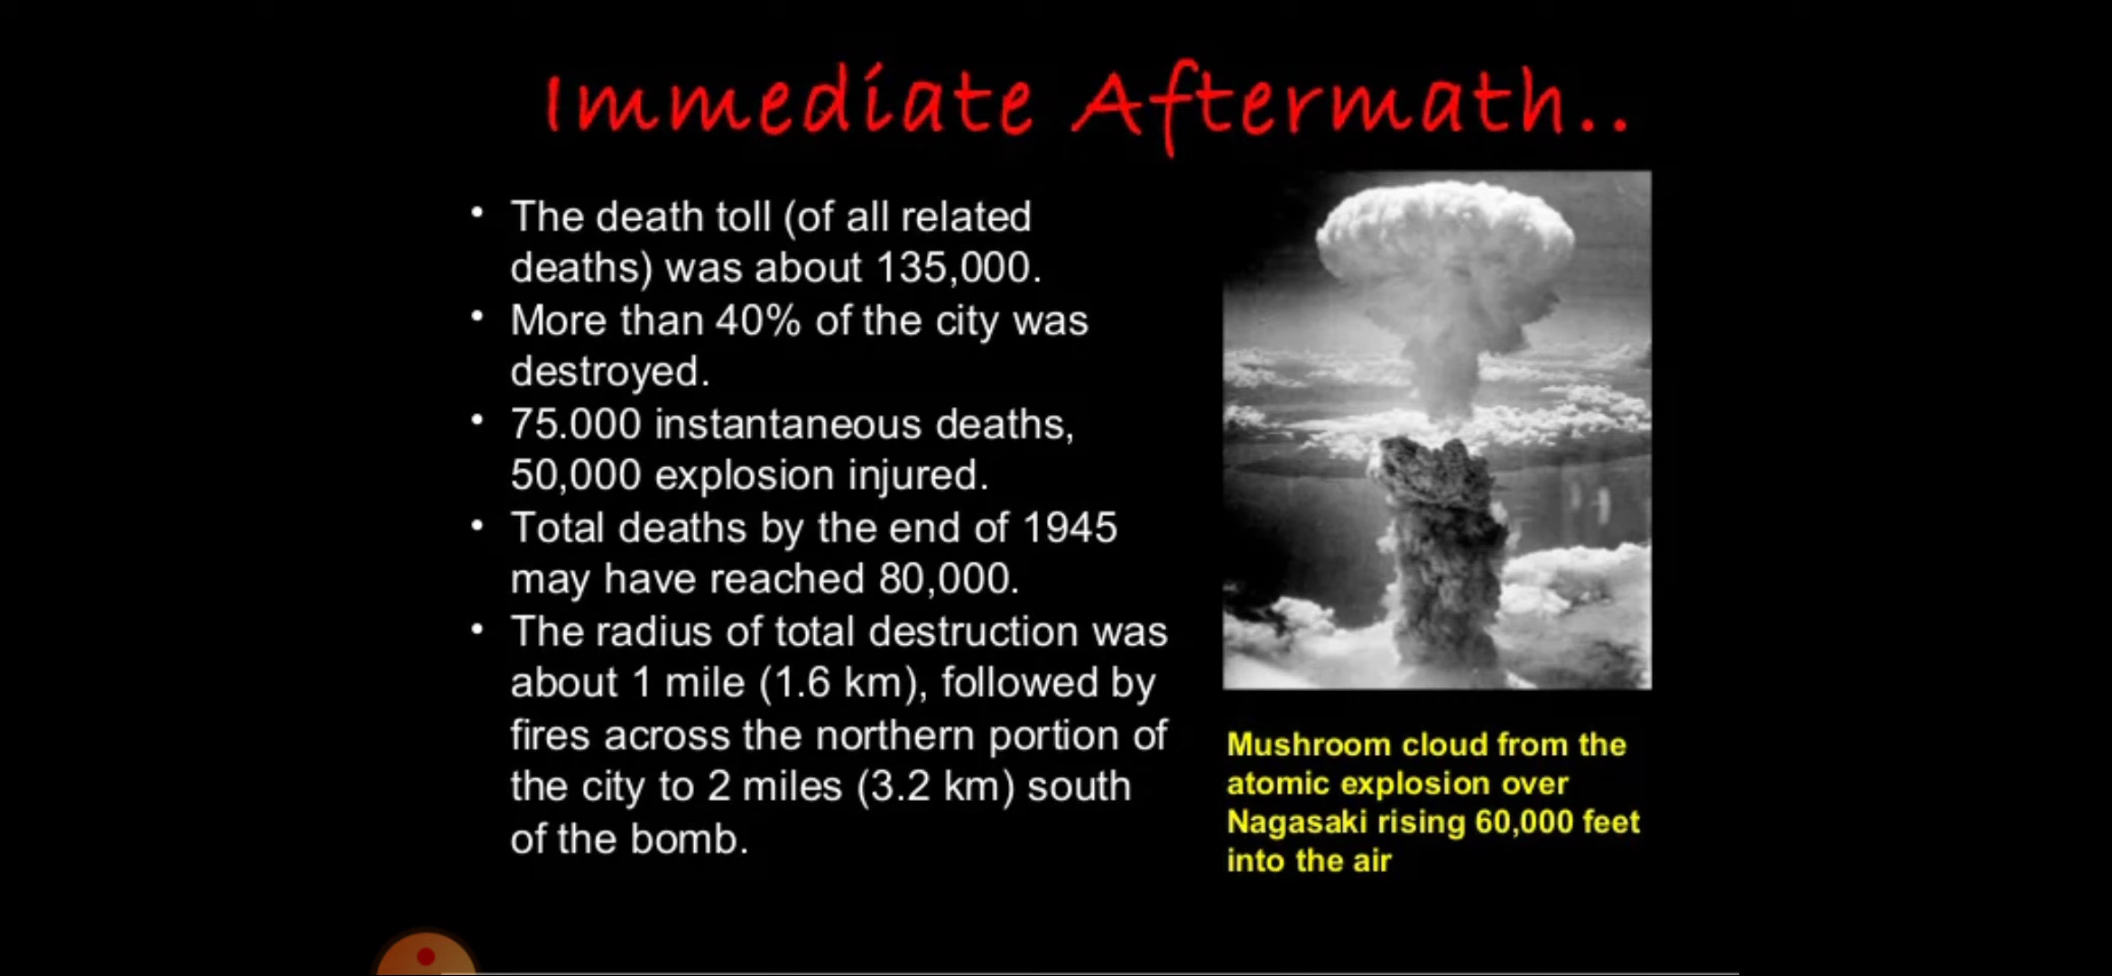 Immediate Aftermath..
• The death toll (of all related
deaths) was about 135,000.
• More than 40% of the city was
destroyed.
• 75.000 instantaneous deaths,
50,000 explosion injured.
• Total deaths by the end of 1945
may have reached 80,000.
• The radius of total destruction was
about 1 mile (1.6 km), followed by
fires across the northern portion of
the city to 2 miles (3.2 km) south
of the bomb.
Mushroom cloud from the
atomic explosion over
Nagasaki rising 60,000 feet
into the air